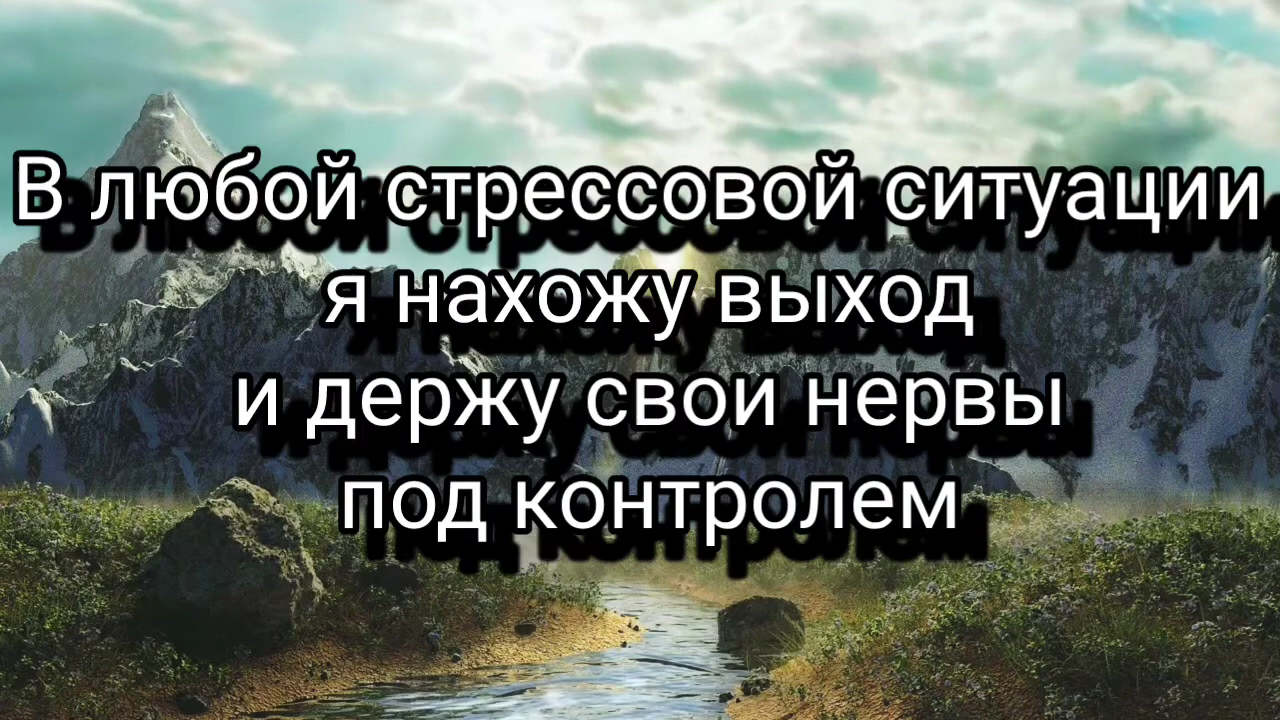 В любой стрессовой ситуации
я нахожу выход
и держу свои нервы
под контролем